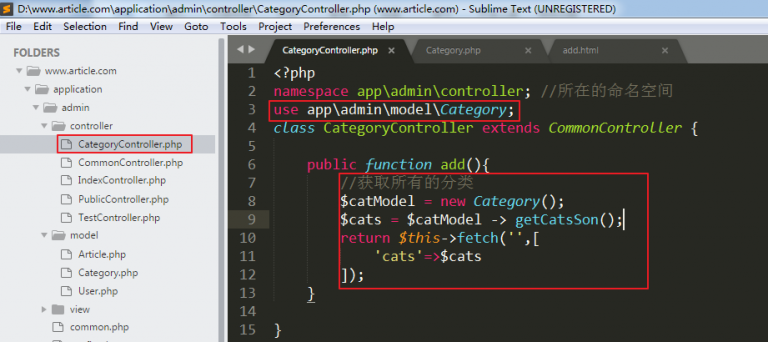 D:\www.article.com\application\admin\controller\CategoryController.php (www.article.com) - Sublime Text (UNREGISTERED)
File Edit Selection Find View Goto Tools Project Preferences Help
FOLDERS
www.article.com
application
admin
controller
CategoryController.php
CommonController.php
IndexController.php
PublicController.php
TestController.php
model
Article.php
Category.php
User.php
view
common.php
CategoryController.php × Category.php × add.html ×
1 <?php
2 namespace app\admin\controller; //所在的命名空间
3 use app\admin\model\Category;
4 class CategoryController extends CommonController {
5
6     public function add(){
7         //获取所有的分类
8         $catModel = new Category();
9         $cats = $catModel -> getCatsSon();
10         return $this->fetch('',[
11             'cats'=>$cats
12         ]);
13     }
14
15 }